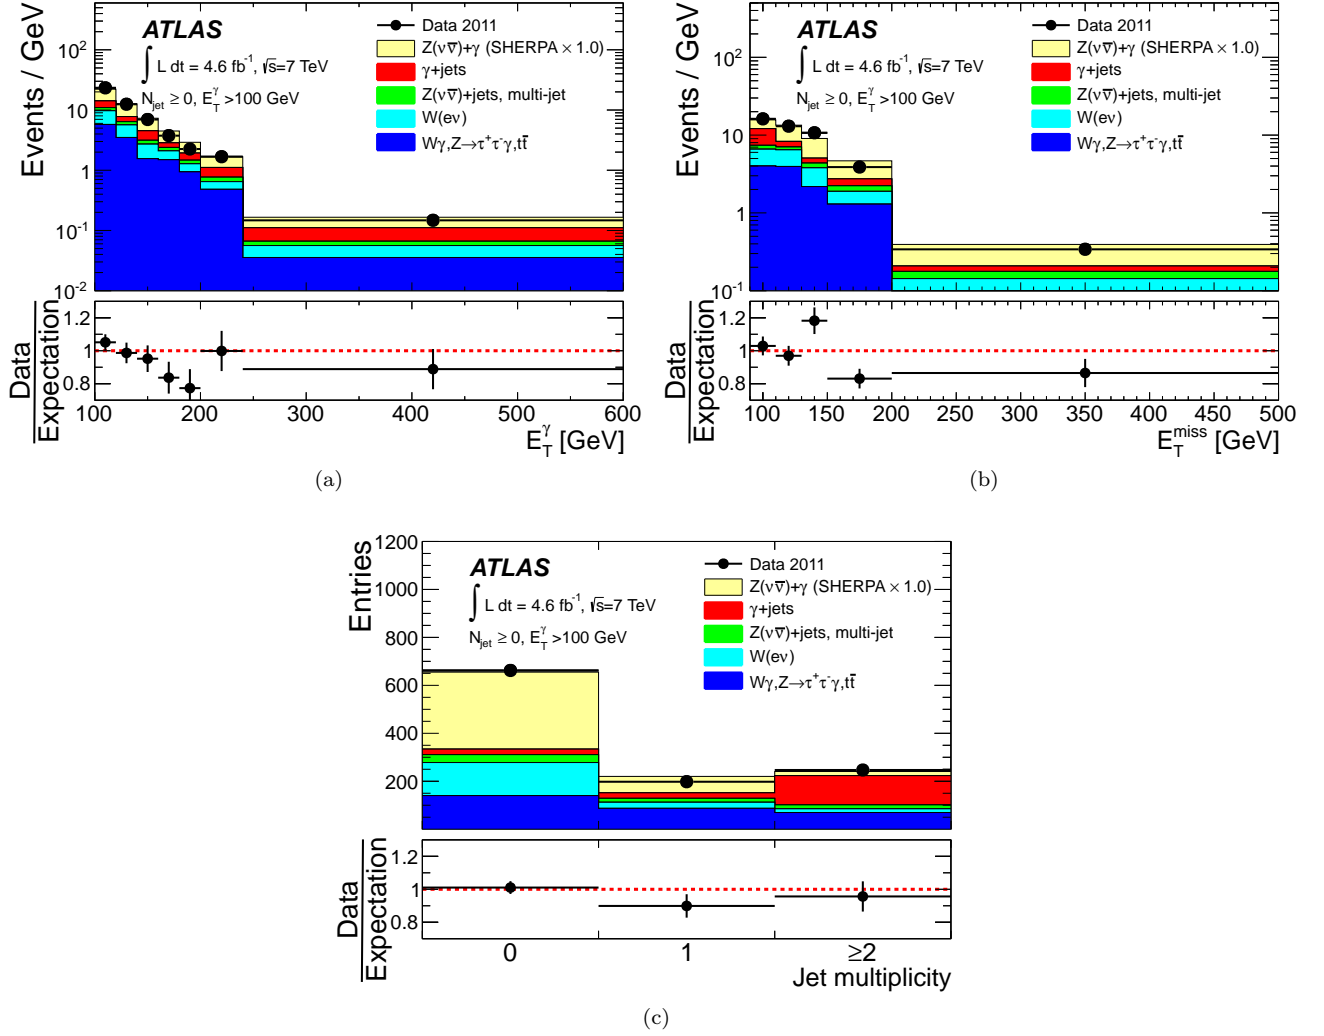 Events / GeV
10²
10
1
10⁻¹
10⁻²
ATLAS
∫ L dt = 4.6 fb⁻¹, √s=7 TeV
N_jet ≥ 0, E_T^γ >100 GeV
Data 2011
Z(νν̄)+γ (SHERPA × 1.0)
γ+jets
Z(νν̄)+jets, multi-jet
W(eν)
Wγ,Z→τ⁺τ⁻γ,tt̄
Data
Expectation
1.2
1
0.8
100 200 300 400 500 600
E_T^γ [GeV]
(a)
Events / GeV
10²
10
1
10⁻¹
ATLAS
∫ L dt = 4.6 fb⁻¹, √s=7 TeV
N_jet ≥ 0, E_T^γ >100 GeV
Data 2011
Z(νν̄)+γ (SHERPA × 1.0)
γ+jets
Z(νν̄)+jets, multi-jet
W(eν)
Wγ,Z→τ⁺τ⁻γ,tt̄
Data
Expectation
1.2
1
0.8
100 150 200 250 300 350 400 450 500
E_T^miss [GeV]
(b)
Entries
1200
1000
800
600
400
200
ATLAS
∫ L dt = 4.6 fb⁻¹, √s=7 TeV
N_jet ≥ 0, E_T^γ >100 GeV
Data 2011
Z(νν̄)+γ (SHERPA × 1.0)
γ+jets
Z(νν̄)+jets, multi-jet
W(eν)
Wγ,Z→τ⁺τ⁻γ,tt̄
Data
Expectation
1.2
1
0.8
0 1 ≥2
Jet multiplicity
(c)